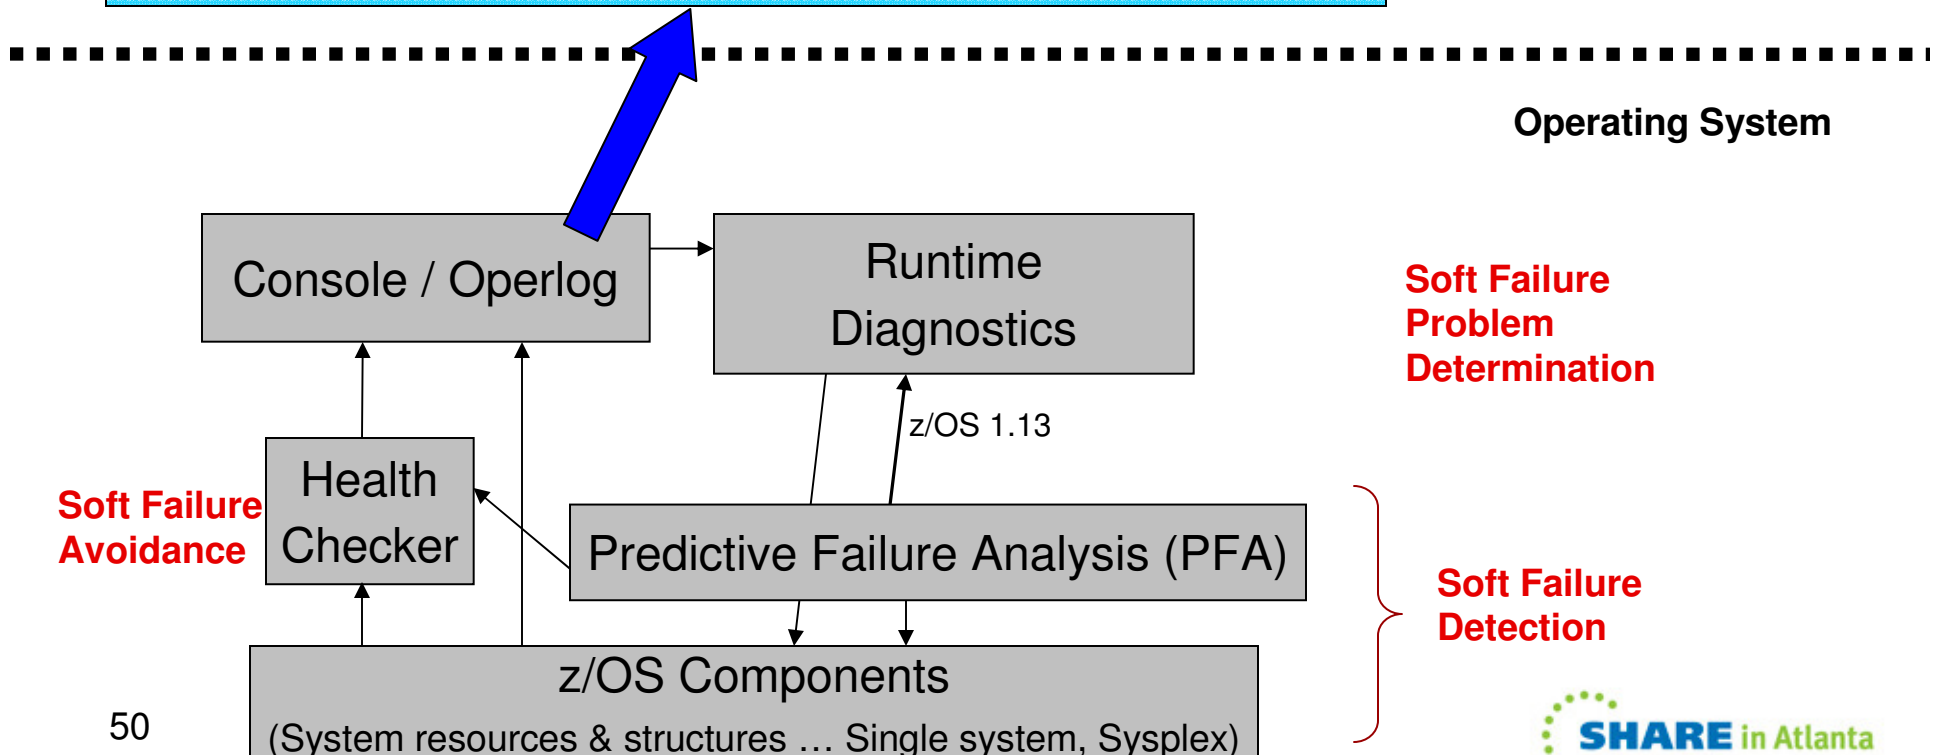 Operating System
Console / Operlog
Runtime
Diagnostics
Soft Failure
Problem
Determination
z/OS 1.13
Health
Checker
Soft Failure
Avoidance
Predictive Failure Analysis (PFA)
Soft Failure
Detection
z/OS Components
(System resources & structures … Single system, Sysplex)
50
SHARE in Atlanta